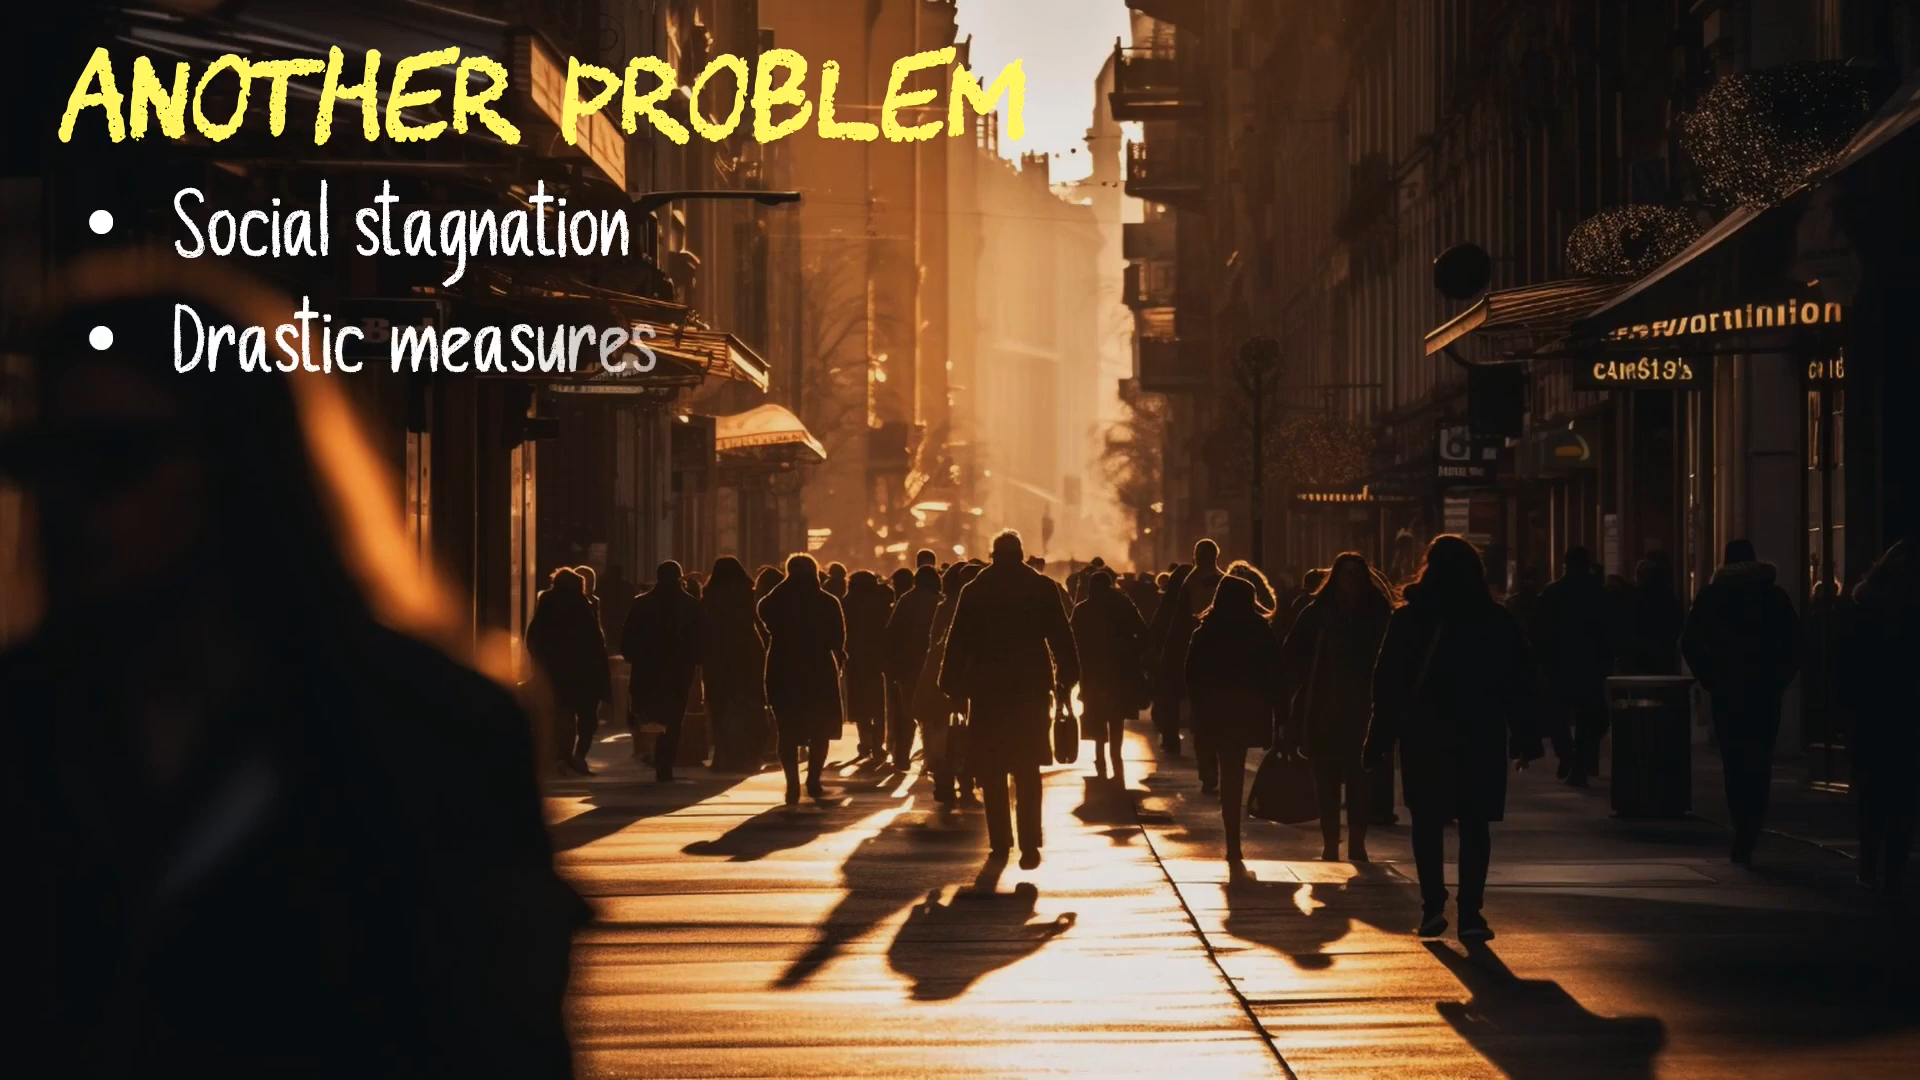 ANOTHER PROBLEM
• Social stagnation
• Drastic measures